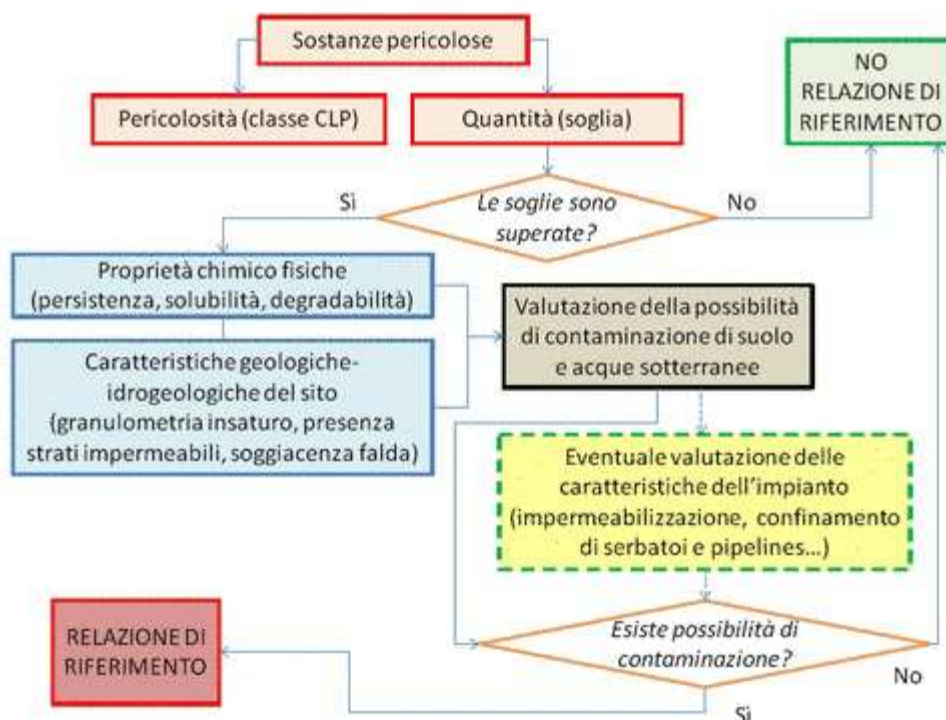 Sostanze pericolose
NO
RELAZIONE DI
RIFERIMENTO
Pericolosità (classe CLP)
Quantità (soglia)
Sì
Le soglie sono
superate?
No
Proprietà chimico fisiche
(persistenza, solubilità, degradabilità)
Valutazione della possibilità
di contaminazione di suolo
e acque sotterranee
Caratteristiche geologiche-
idrogeologiche del sito
(granulometria insaturo, presenza
strati impermeabili, soggiacenza falda)
Eventuale valutazione delle
caratteristiche dell'impianto
(impermeabilizzazione, confinamento
di serbatoi e pipelines...)
RELAZIONE DI
RIFERIMENTO
Esiste possibilità di
contaminazione?
No
Sì